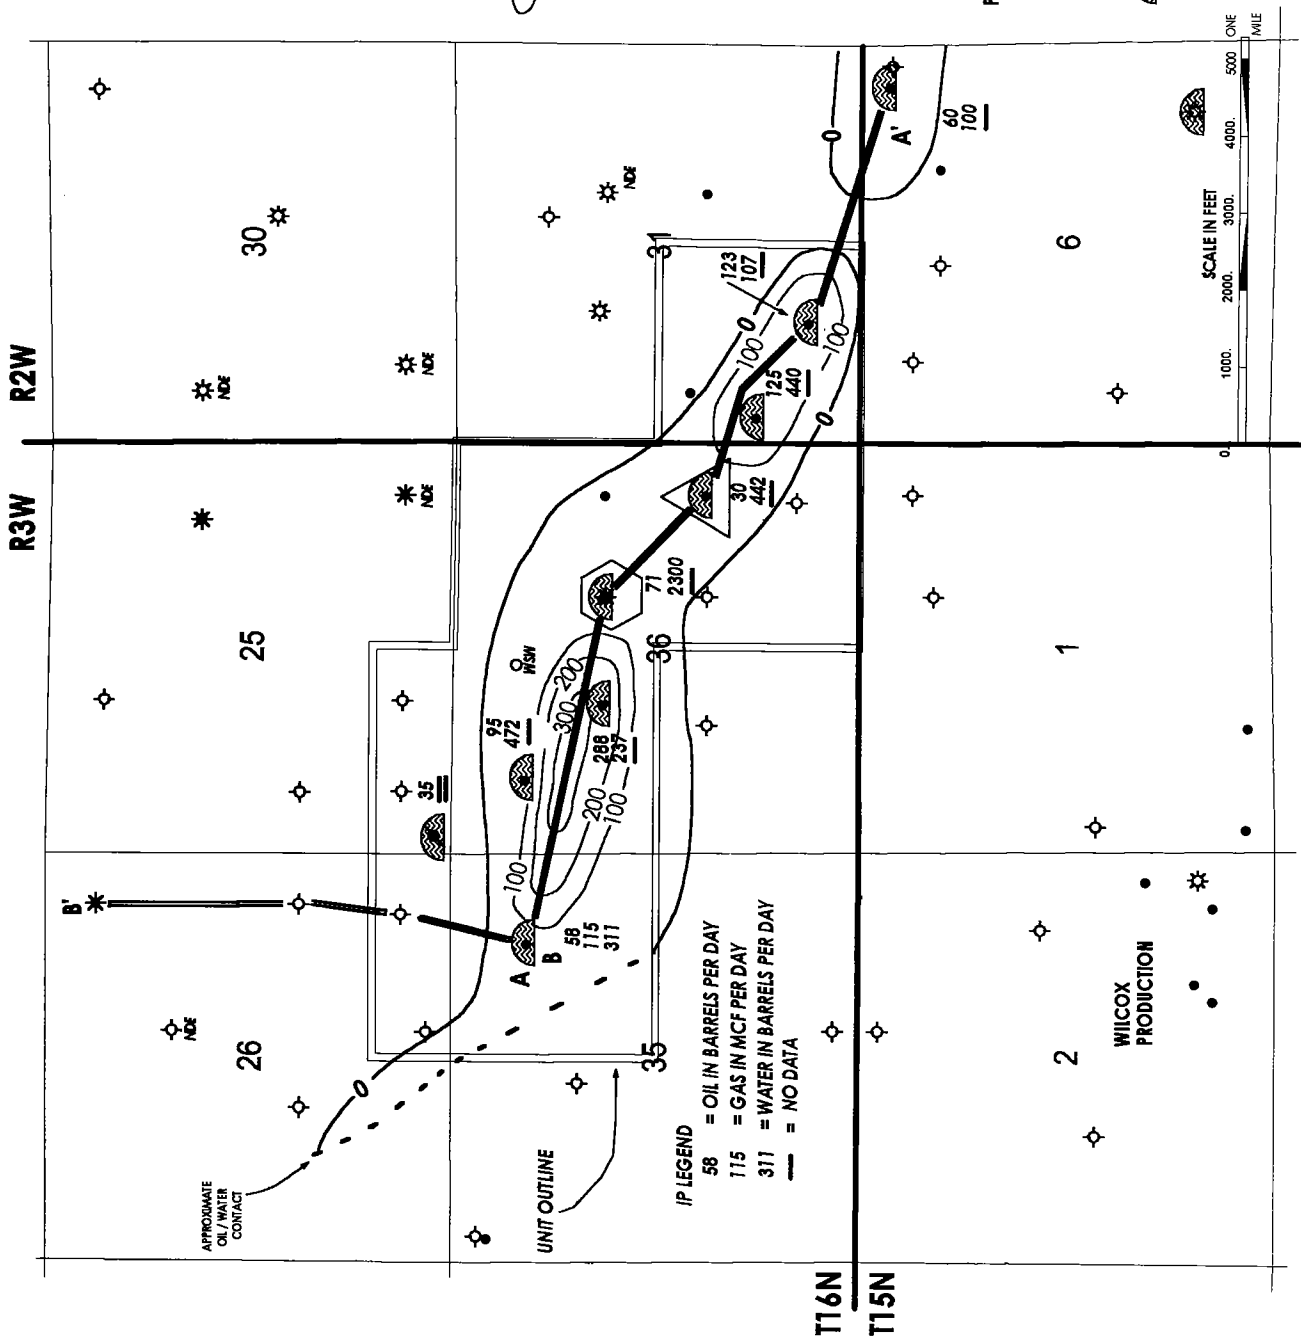 R3W
R2W
B'
NDE
26
25
NDE
NDE
NDE
30
APPROXIMATE
OIL / WATER
CONTACT
0
35
A
B
58
115
311
100
95
472
WSW
200
300
288
237
200
100
36
71
2300
30
442
125
440
100
100
123
107
0
0
31
NDE
0
60
100
A'
UNIT OUTLINE
35
IP LEGEND
58 = OIL IN BARRELS PER DAY
115 = GAS IN MCF PER DAY
311 = WATER IN BARRELS PER DAY
— = NO DATA
T16N
T15N
2
1
6
WILCOX
PRODUCTION
SCALE IN FEET
0. 1000. 2000. 3000. 4000. 5000
ONE
MILE